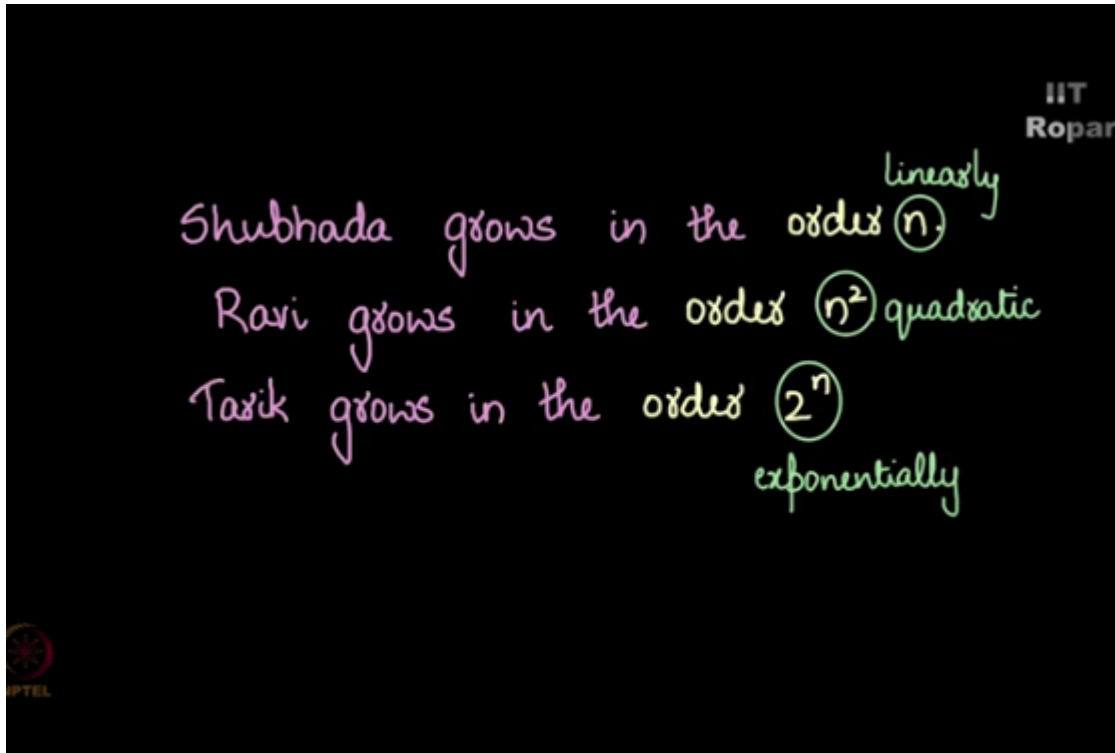 IIT
Ropar
linearly
Shubhada grows in the order n.
Ravi grows in the order n² quadratic
Tarik grows in the order 2ⁿ
exponentially
NPTEL